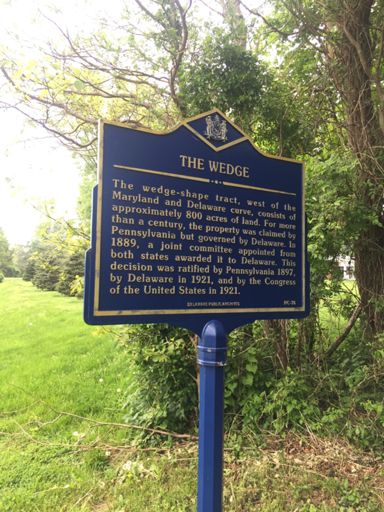 THE WEDGE
The wedge-shape tract, west of the
Maryland and Delaware curve, consists of
approximately 800 acres of land. For more
than a century, the property was claimed by
Pennsylvania but governed by Delaware. In
1889, a joint committee appointed from
both states awarded it to Delaware. This
decision was ratified by Pennsylvania 1897,
by Delaware in 1921, and by the Congress
of the United States in 1921.
DELAWARE PUBLIC ARCHIVES